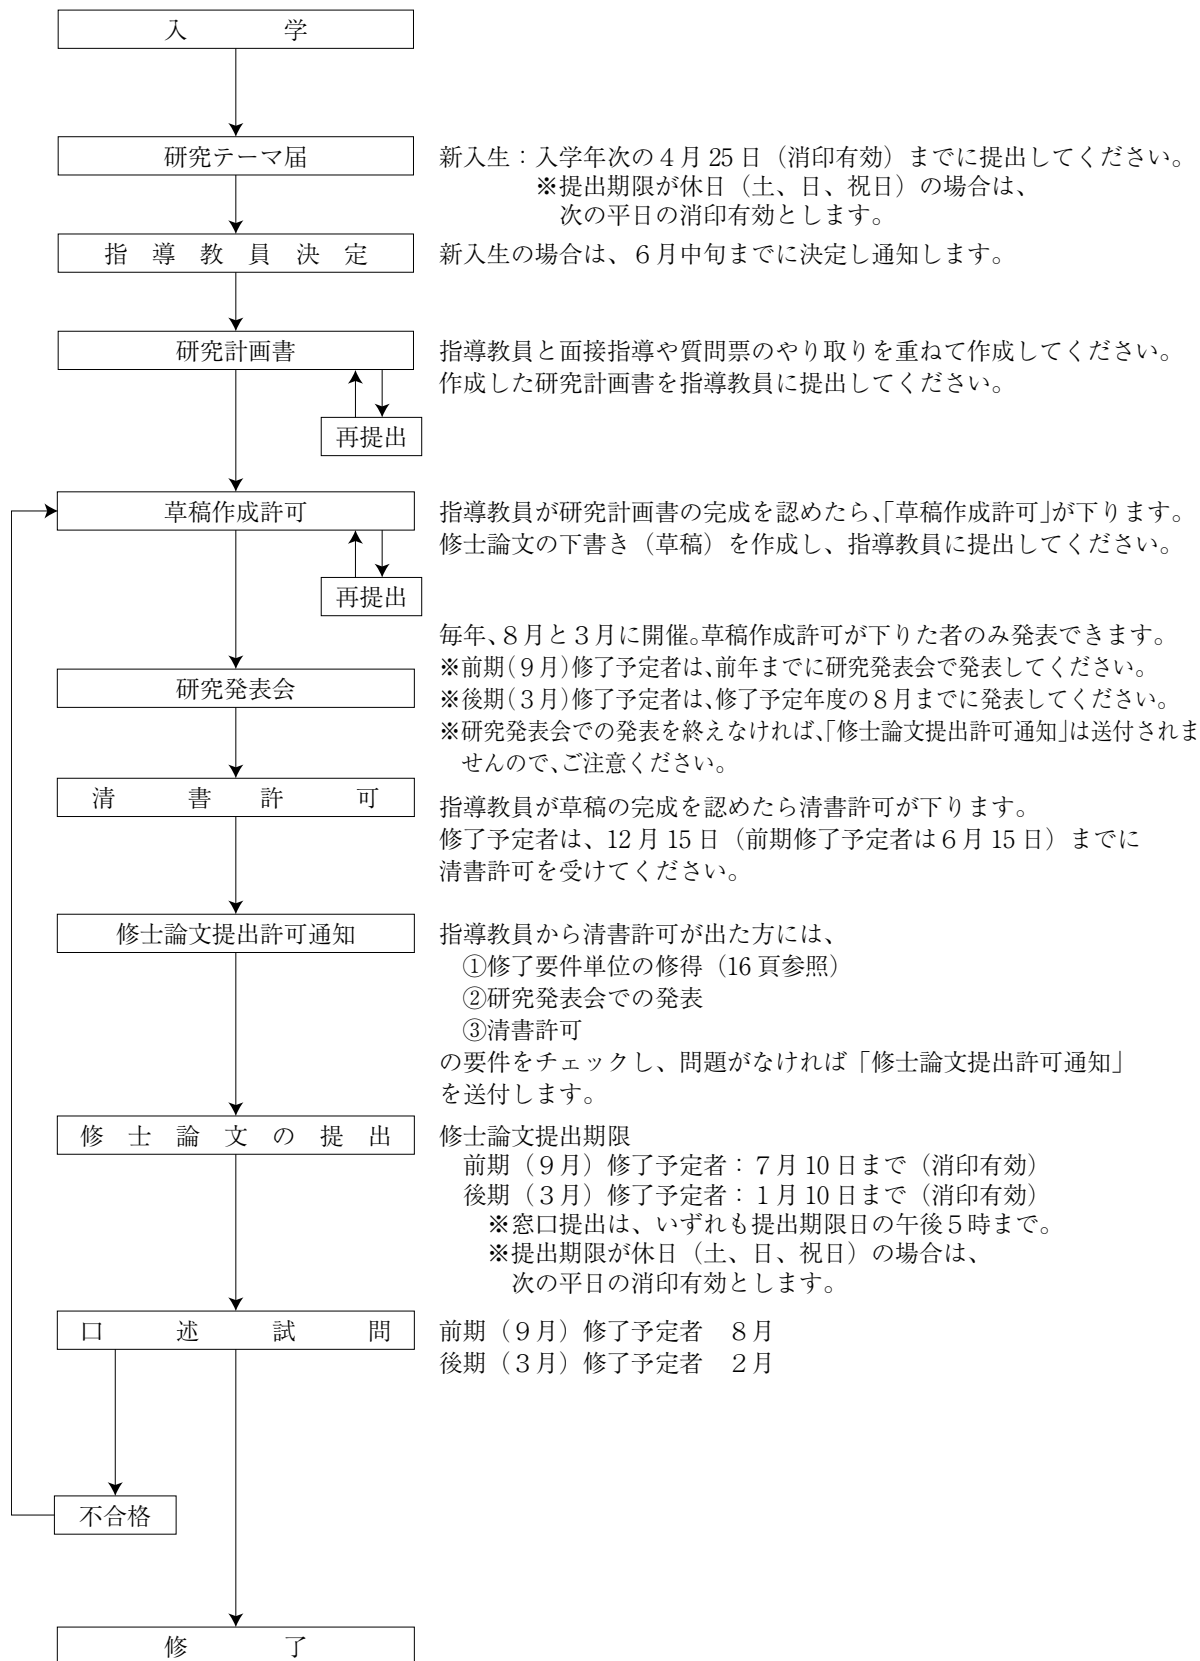 入学
研究テーマ届
新入生：入学年次の４月25日（消印有効）までに提出してください。
※提出期限が休日（土、日、祝日）の場合は、
次の平日の消印有効とします。
指導教員決定
新入生の場合は、６月中旬までに決定し通知します。
研究計画書
指導教員と面接指導や質問票のやり取りを重ねて作成してください。
作成した研究計画書を指導教員に提出してください。
再提出
草稿作成許可
指導教員が研究計画書の完成を認めたら、「草稿作成許可」が下ります。
修士論文の下書き（草稿）を作成し、指導教員に提出してください。
再提出
研究発表会
毎年、８月と３月に開催。草稿作成許可が下りた者のみ発表できます。
※前期（９月）修了予定者は、前年までに研究発表会で発表してください。
※後期（３月）修了予定者は、修了予定年度の８月までに発表してください。
※研究発表会での発表を終えなければ、「修士論文提出許可通知」は送付されま
せんので、ご注意ください。
清書許可
指導教員が草稿の完成を認めたら清書許可が下ります。
修了予定者は、12月15日（前期修了予定者は６月15日）までに
清書許可を受けてください。
修士論文提出許可通知
指導教員から清書許可が出た方には、
①修了要件単位の修得（16頁参照）
②研究発表会での発表
③清書許可
の要件をチェックし、問題がなければ「修士論文提出許可通知」
を送付します。
修士論文の提出
修士論文提出期限
前期（９月）修了予定者：７月10日まで（消印有効）
後期（３月）修了予定者：１月10日まで（消印有効）
※窓口提出は、いずれも提出期限日の午後５時まで。
※提出期限が休日（土、日、祝日）の場合は、
次の平日の消印有効とします。
口述試問
前期（９月）修了予定者　８月
後期（３月）修了予定者　２月
不合格
修了